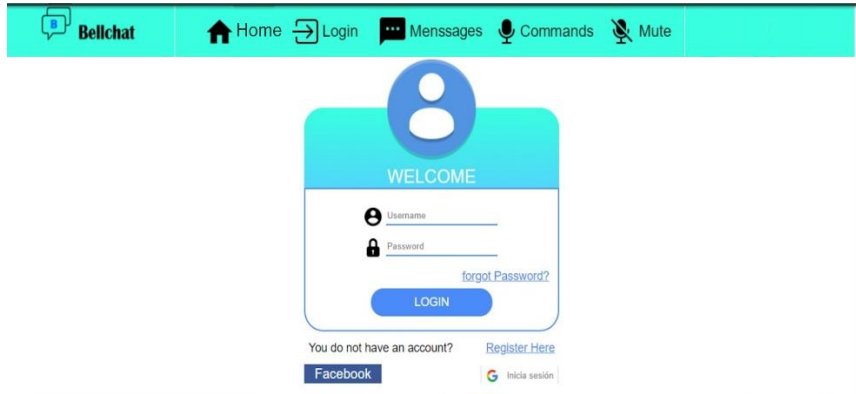 B Bellchat Home Login Menssages Commands Mute
WELCOME
Username
Password
forgot Password?
LOGIN
You do not have an account? Register Here
Facebook G Inicia sesión